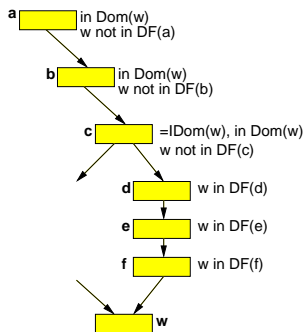 a
in Dom(w)
w not in DF(a)
b
in Dom(w)
w not in DF(b)
c
=IDom(w), in Dom(w)
w not in DF(c)
d w in DF(d)
e w in DF(e)
f w in DF(f)
w